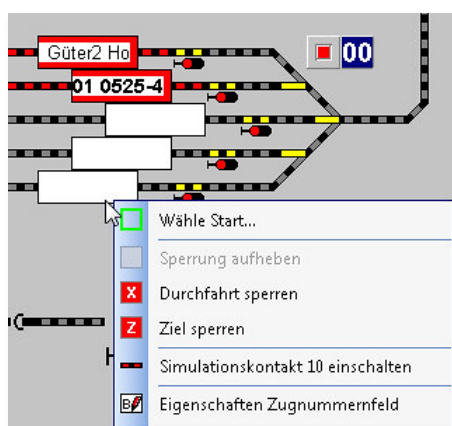 Güter2 Ho
00
01 0525-4
Wähle Start...
Sperrung aufheben
X Durchfahrt sperren
Z Ziel sperren
Simulationskontakt 10 einschalten
B Eigenschaften Zugnummernfeld